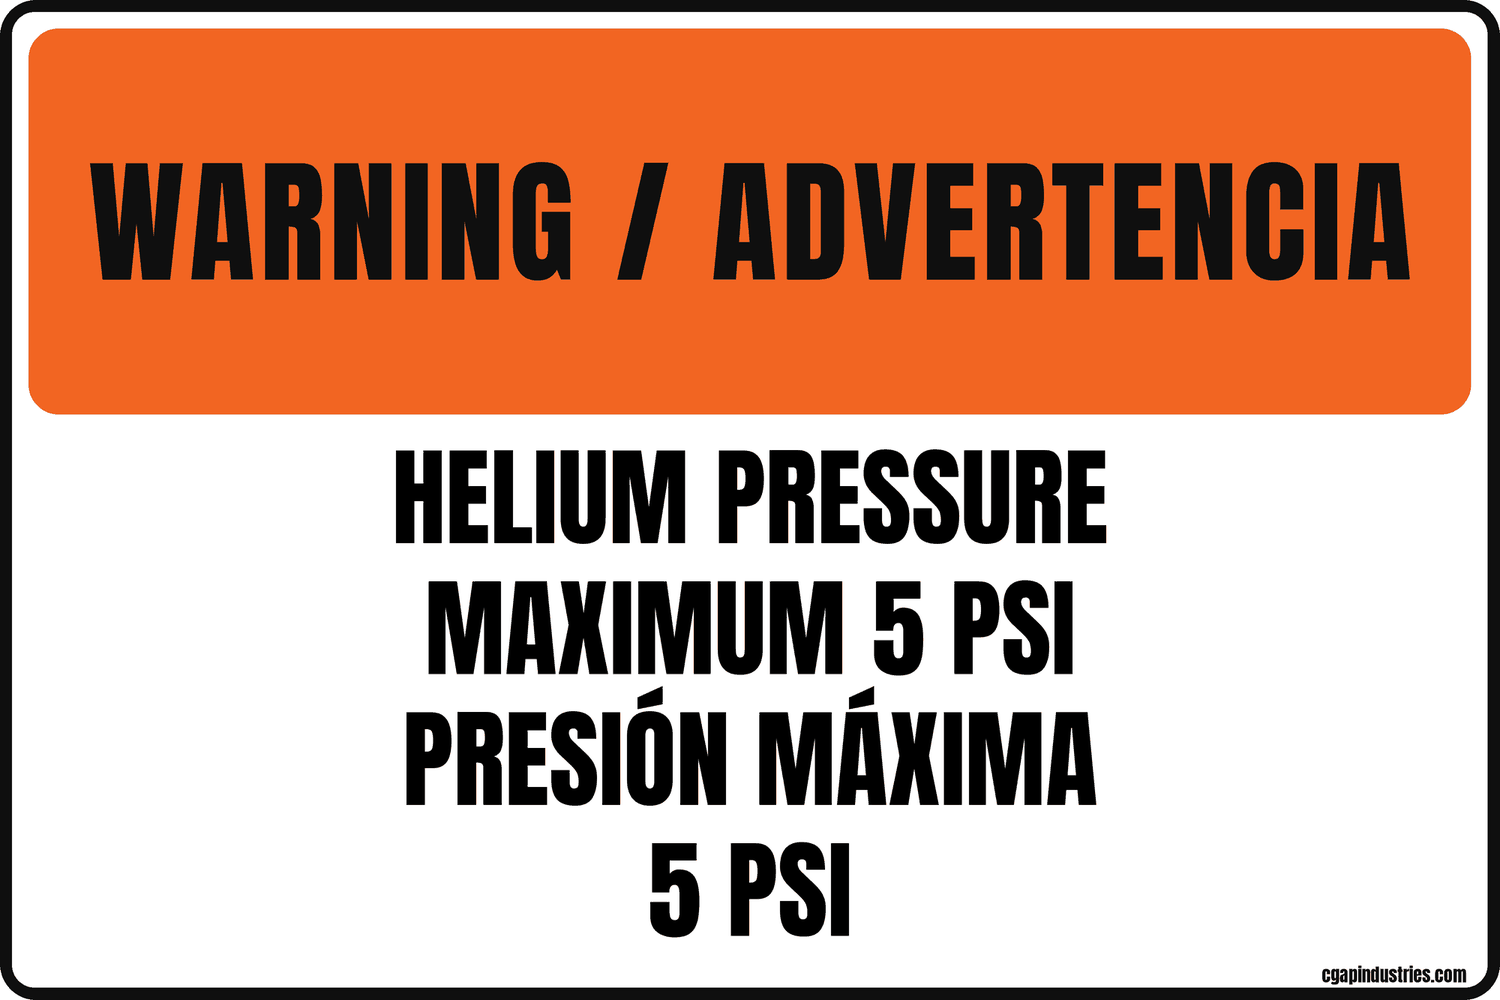 WARNING / ADVERTENCIA
HELIUM PRESSURE
MAXIMUM 5 PSI
PRESIÓN MÁXIMA
5 PSI
cgapindustries.com